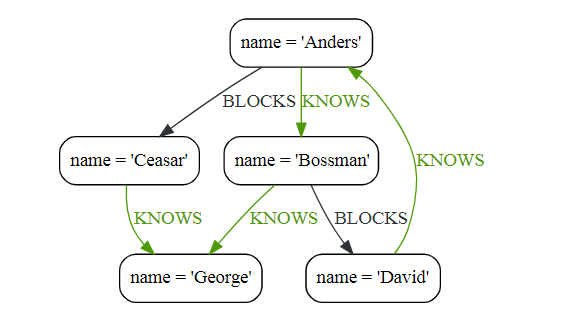 name = 'Anders'
BLOCKS
KNOWS
name = 'Ceasar'
name = 'Bossman'
KNOWS
KNOWS
KNOWS
BLOCKS
name = 'George'
name = 'David'